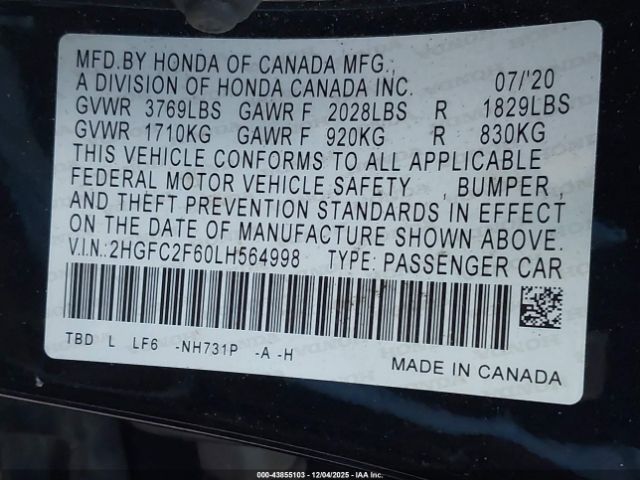 MFD.BY HONDA OF CANADA MFG.,
A DIVISION OF HONDA CANADA INC. 07/'20
GVWR 3769LBS GAWR F 2028LBS R 1829LBS
GVWR 1710KG GAWR F 920KG R 830KG
THIS VEHICLE CONFORMS TO ALL APPLICABLE
FEDERAL MOTOR VEHICLE SAFETY , BUMPER ,
AND THEFT PREVENTION STANDARDS IN EFFECT
ON THE DATE OF MANUFACTURE SHOWN ABOVE.
V.I.N.:2HGFC2F60LH564998 TYPE: PASSENGER CAR
TBD L LF6 -NH731P -A -H
MADE IN CANADA
000-43855103 - 12/04/2025 - IAAI, Inc.